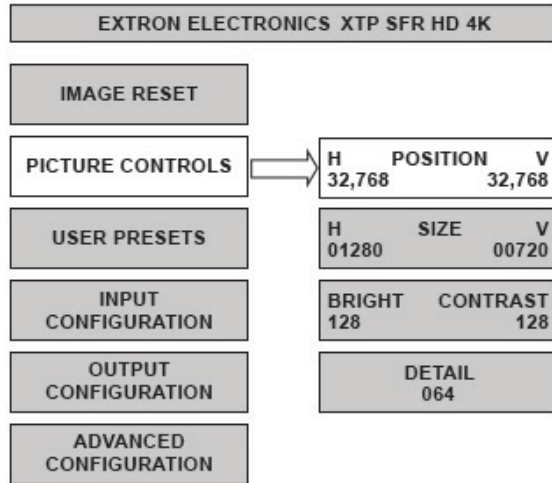 EXTRON ELECTRONICS XTP SFR HD 4K
IMAGE RESET
PICTURE CONTROLS
H POSITION V
32,768 32,768
USER PRESETS
H SIZE V
01280 00720
INPUT
CONFIGURATION
BRIGHT CONTRAST
128 128
OUTPUT
CONFIGURATION
DETAIL
064
ADVANCED
CONFIGURATION